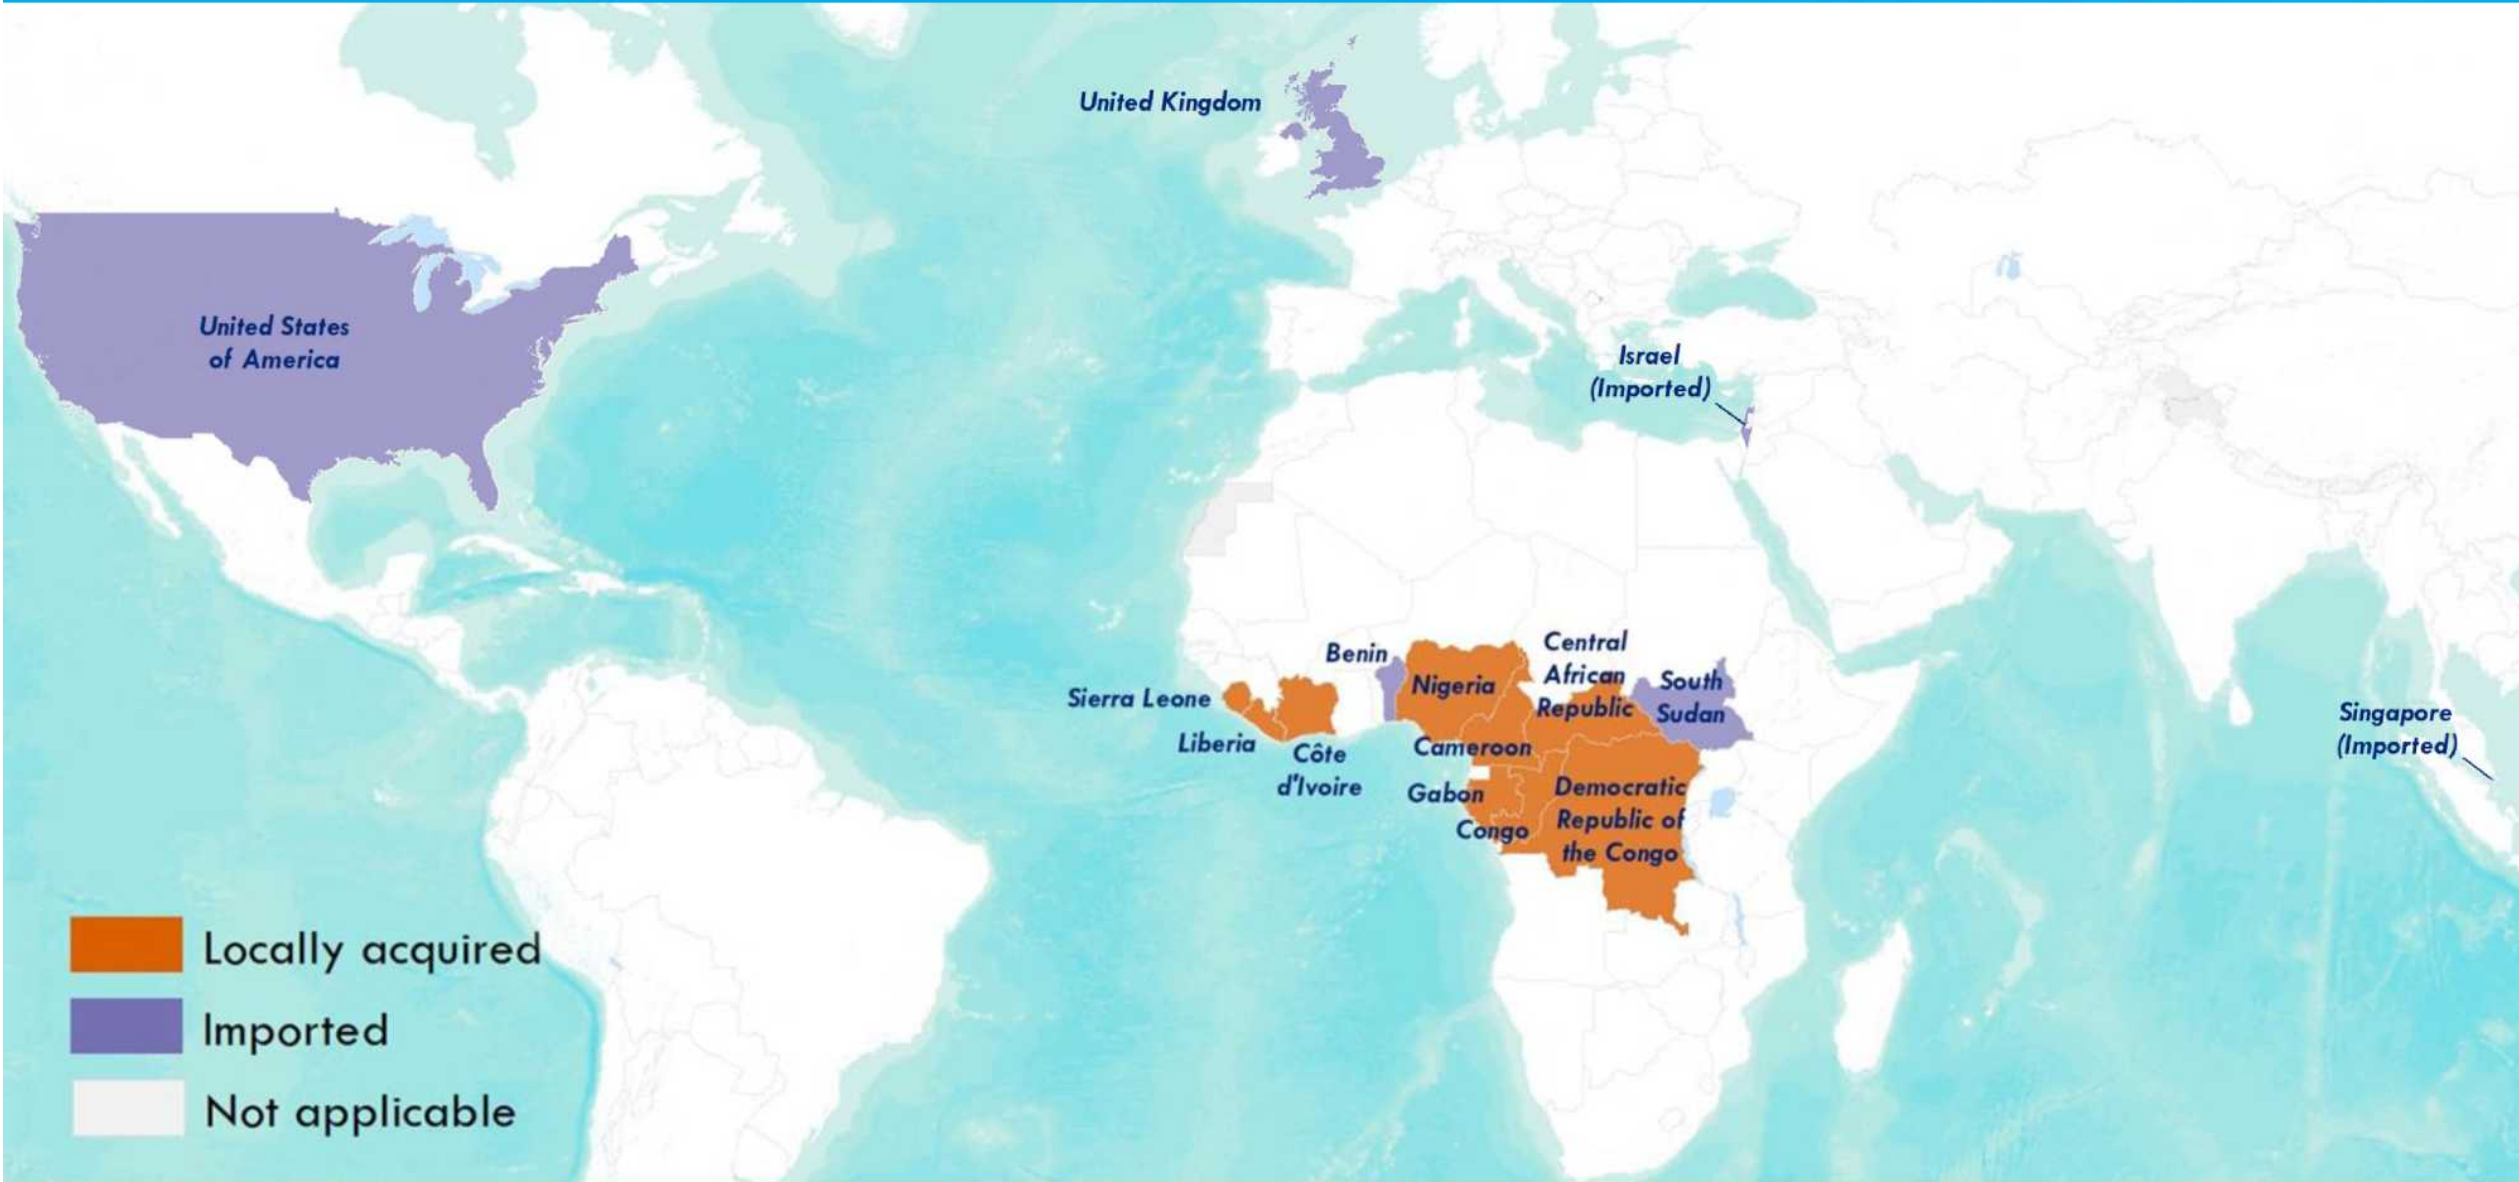 United Kingdom
United States
of America
Israel
(Imported)
Benin
Nigeria
Central
African
Republic
South
Sudan
Sierra Leone
Liberia
Côte
d'Ivoire
Cameroon
Gabon
Congo
Democratic
Republic of
the Congo
Singapore
(Imported)
Locally acquired
Imported
Not applicable